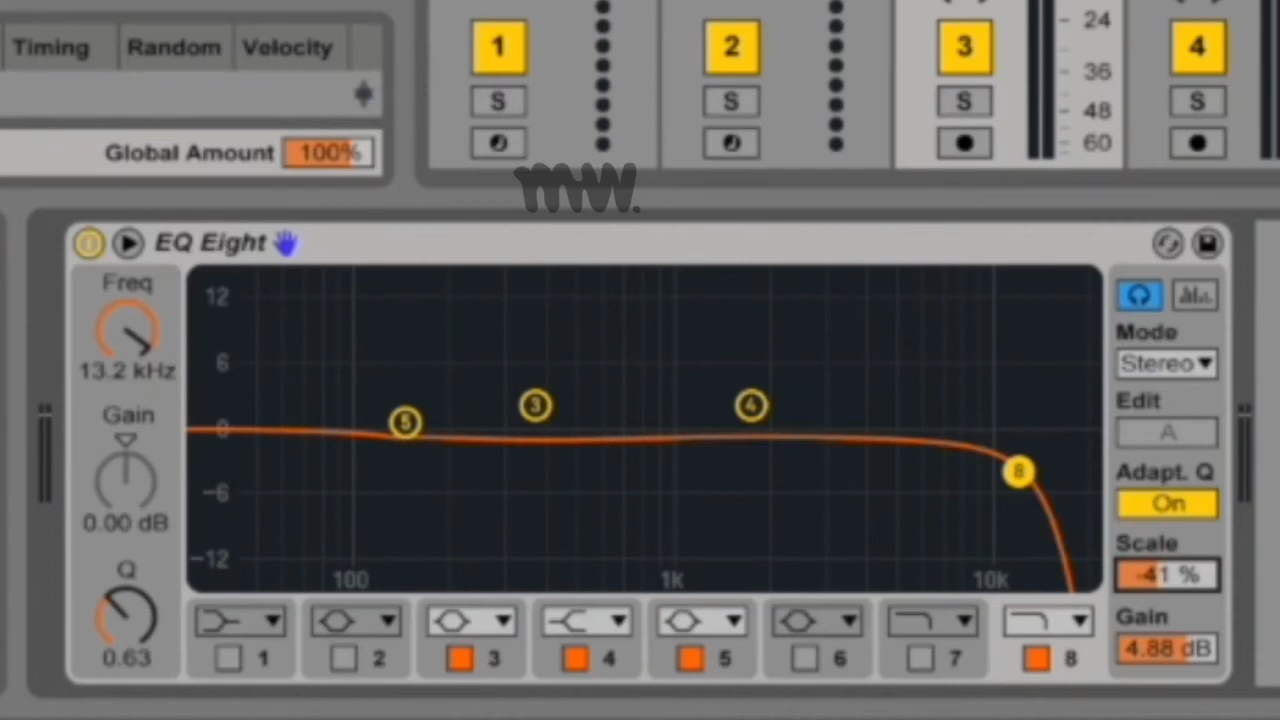 Timing Random Velocity
Global Amount 100%
1 2 3 4
S S S S
24
36
48
60
mw.
EQ Eight
Freq
13.2 kHz
Gain
0.00 dB
Q
0.63
12
6
0
-6
-12
100 1k 10k
5 3 4 8
1 2 3 4 5 6 7 8
Mode
Stereo
Edit
A
Adapt. Q
On
Scale
-41 %
Gain
4.88 dB